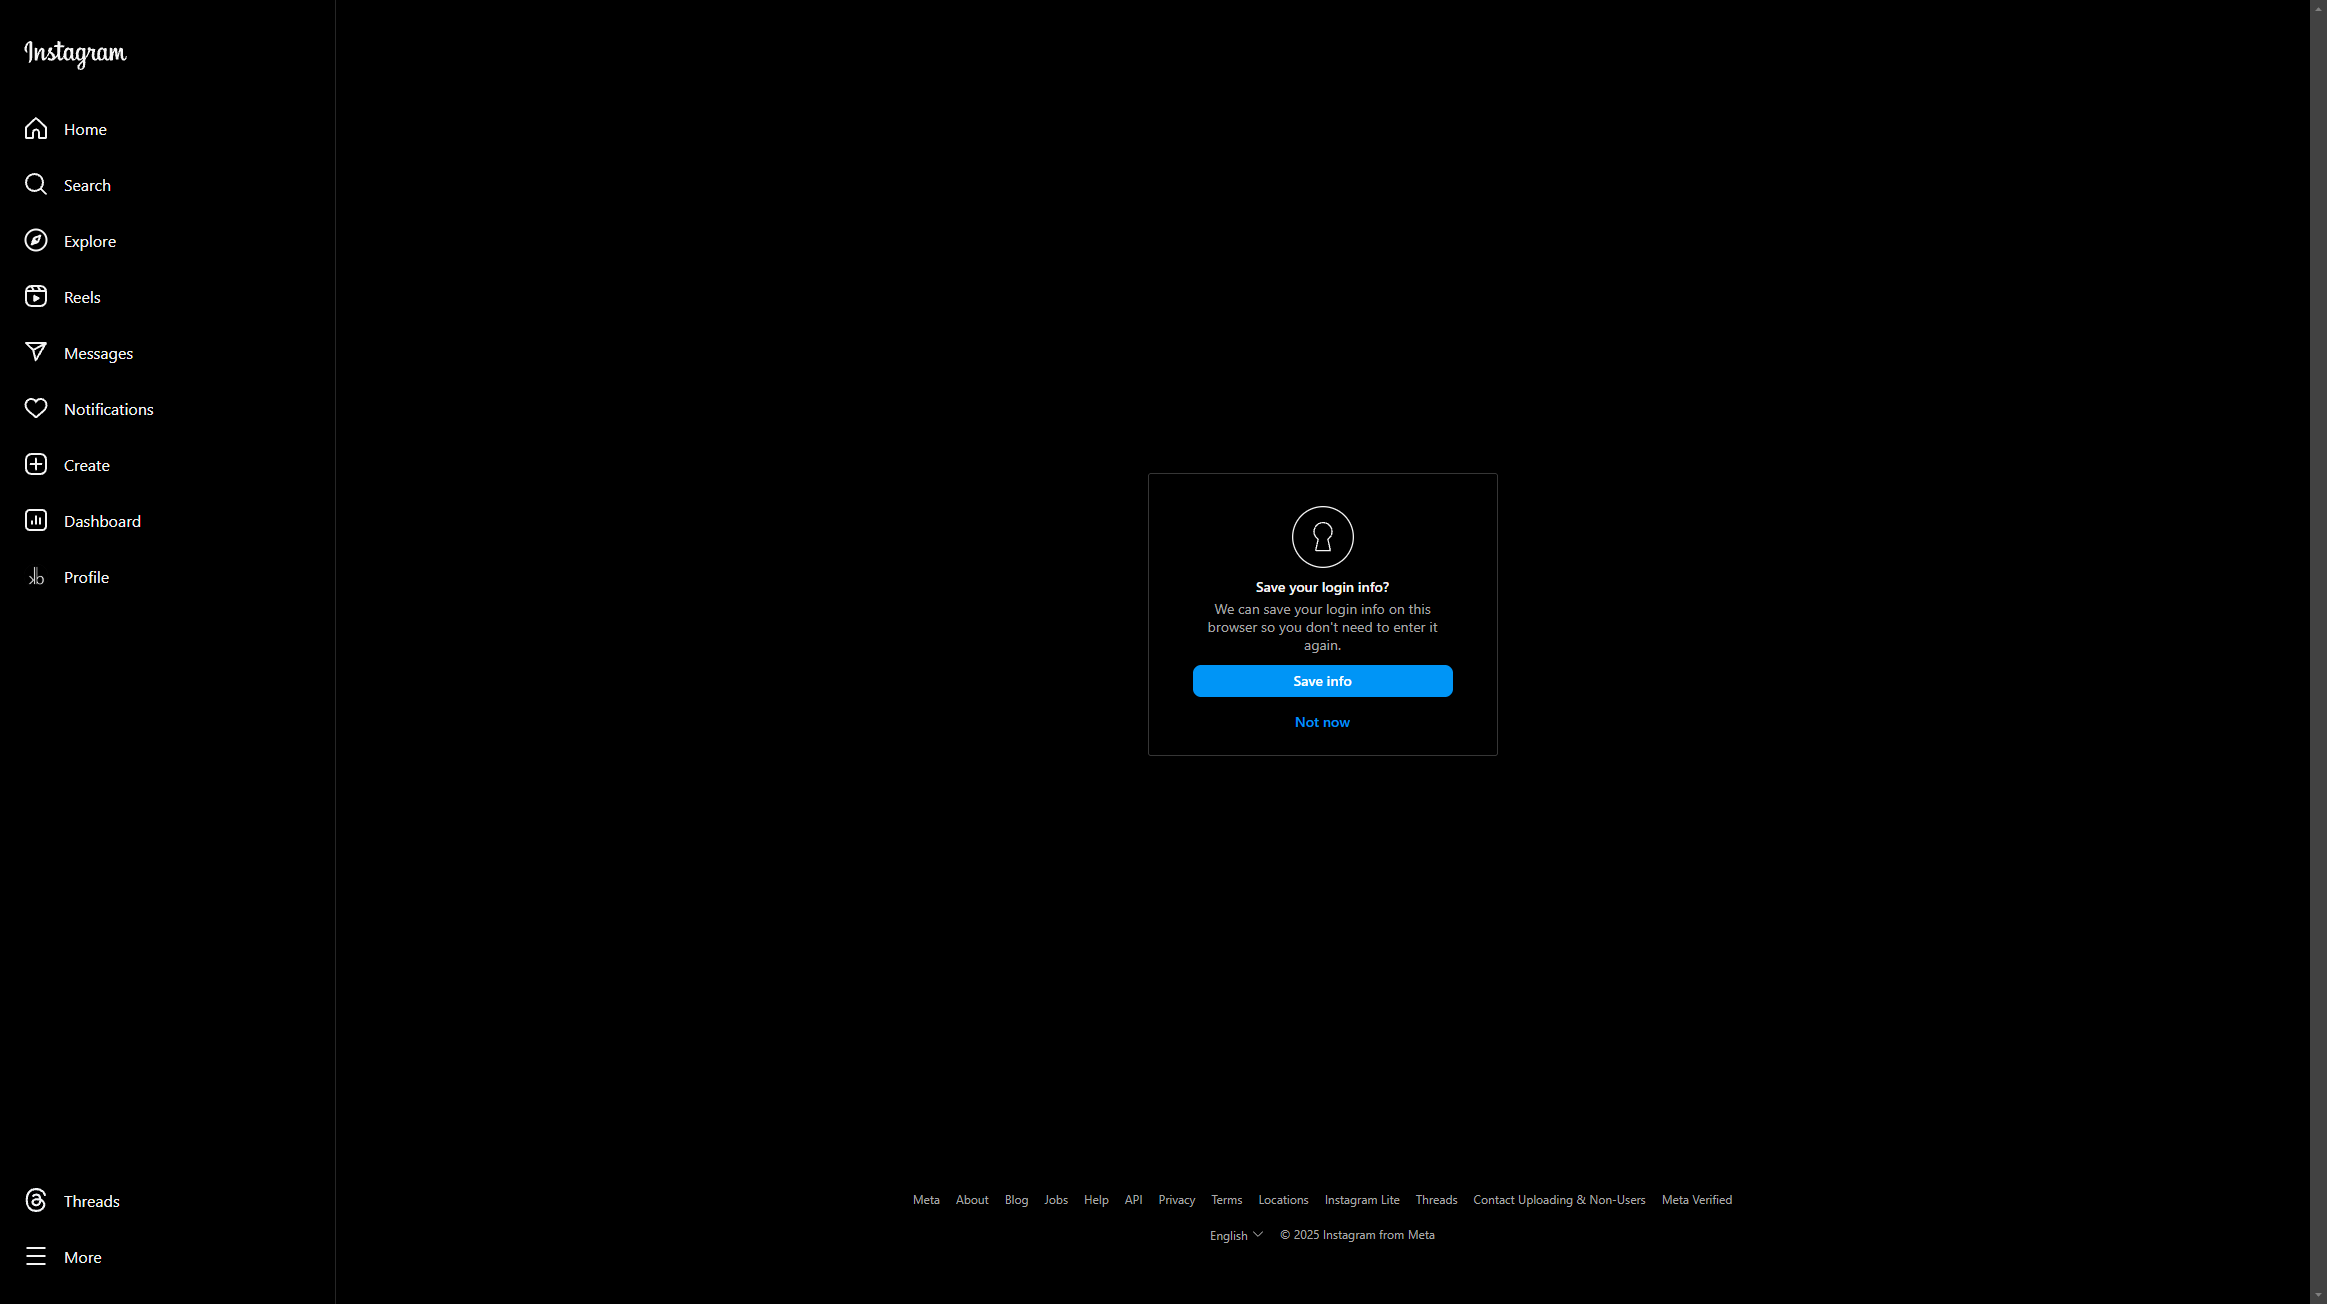 Instagram
Home
Search
Explore
Reels
Messages
Notifications
Create
Dashboard
kb
Profile
Threads
More
Save your login info?
We can save your login info on this
browser so you don't need to enter it
again.
Save info
Not now
Meta About Blog Jobs Help API Privacy Terms Locations Instagram Lite Threads Contact Uploading & Non-Users Meta Verified
English © 2025 Instagram from Meta